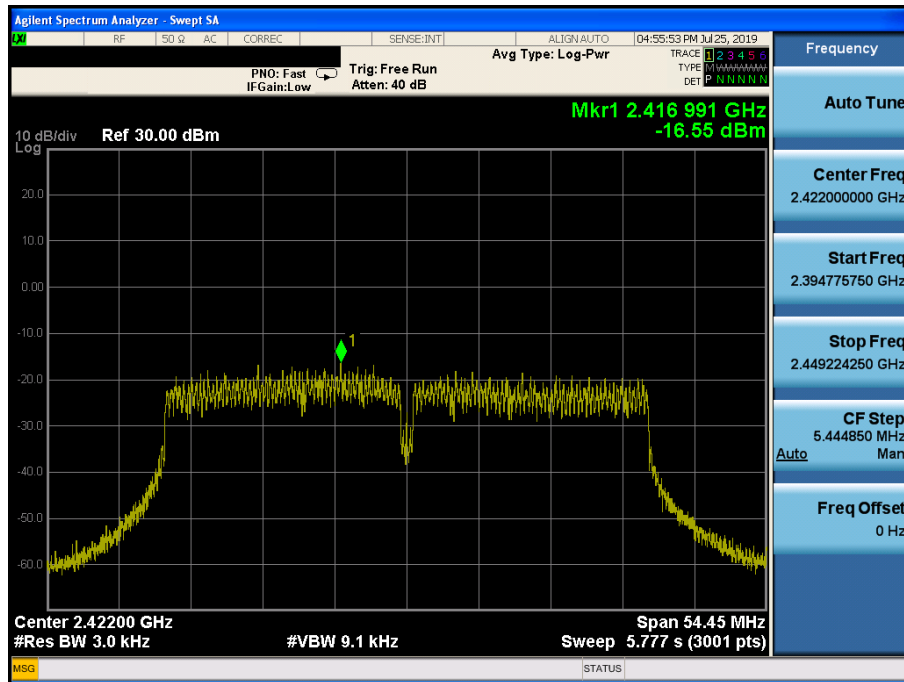 Agilent Spectrum Analyzer - Swept SA
LXI RF 50 Ω AC CORREC SENSE:INT ALIGN AUTO 04:55:53 PM Jul 25, 2019
Frequency
PNO: Fast
IFGain:Low
Trig: Free Run
Atten: 40 dB
Avg Type: Log-Pwr
TRACE 1 2 3 4 5 6
TYPE M WWWWW
DET P N N N N N
Auto Tune
Mkr1 2.416 991 GHz
-16.55 dBm
10 dB/div Ref 30.00 dBm
Log
Center Freq
2.422000000 GHz
20.0
10.0
Start Freq
2.394775750 GHz
0.00
-10.0
1
Stop Freq
2.449224250 GHz
-20.0
-30.0
CF Step
5.444850 MHz
Auto Man
-40.0
-50.0
Freq Offset
0 Hz
-60.0
Center 2.42200 GHz Span 54.45 MHz
#Res BW 3.0 kHz #VBW 9.1 kHz Sweep 5.777 s (3001 pts)
MSG STATUS